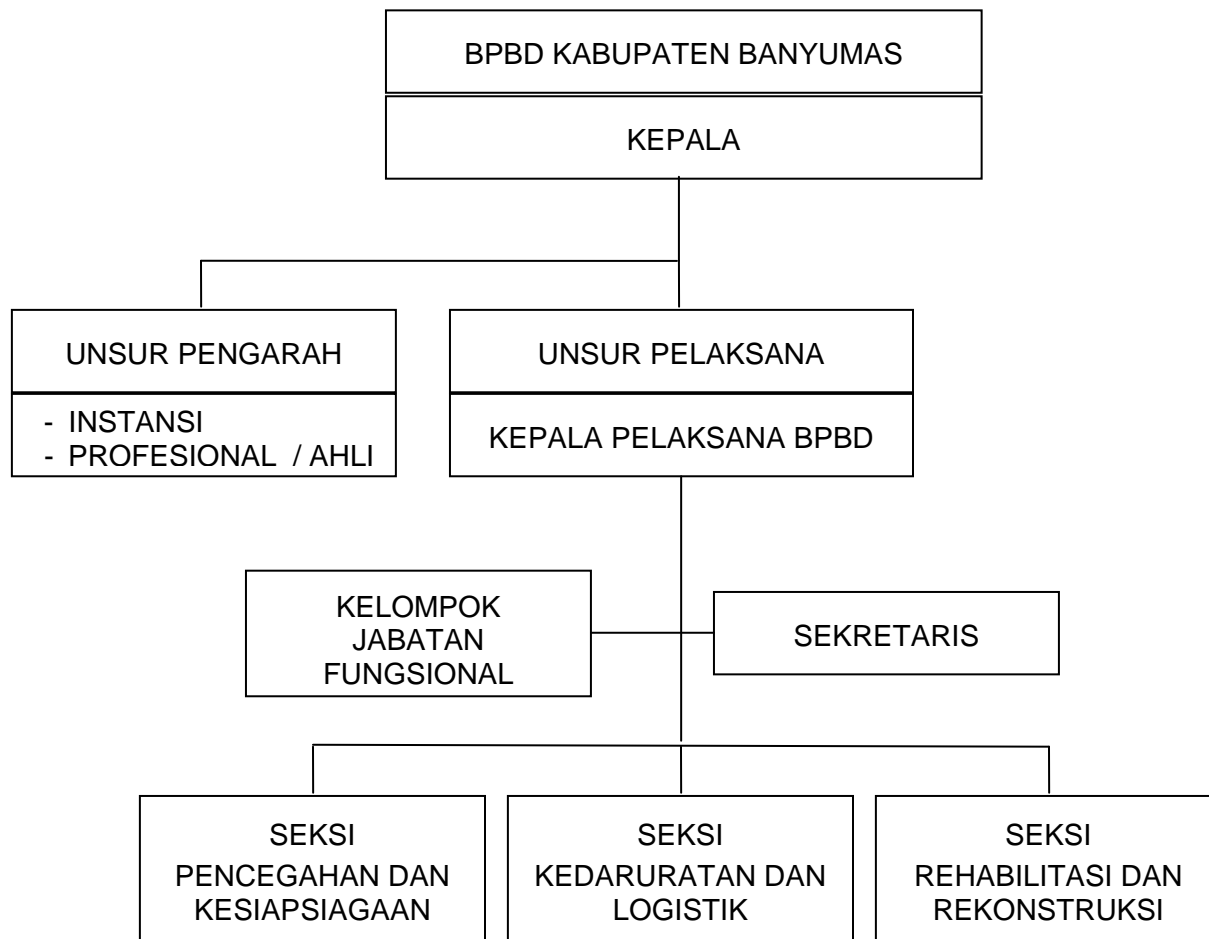 BPBD KABUPATEN BANYUMAS
KEPALA
UNSUR PENGARAH
- INSTANSI
- PROFESIONAL / AHLI
UNSUR PELAKSANA
KEPALA PELAKSANA BPBD
KELOMPOK
JABATAN
FUNGSIONAL
SEKRETARIS
SEKSI
PENCEGAHAN DAN
KESIAPSIAGAAN
SEKSI
KEDARURATAN DAN
LOGISTIK
SEKSI
REHABILITASI DAN
REKONSTRUKSI